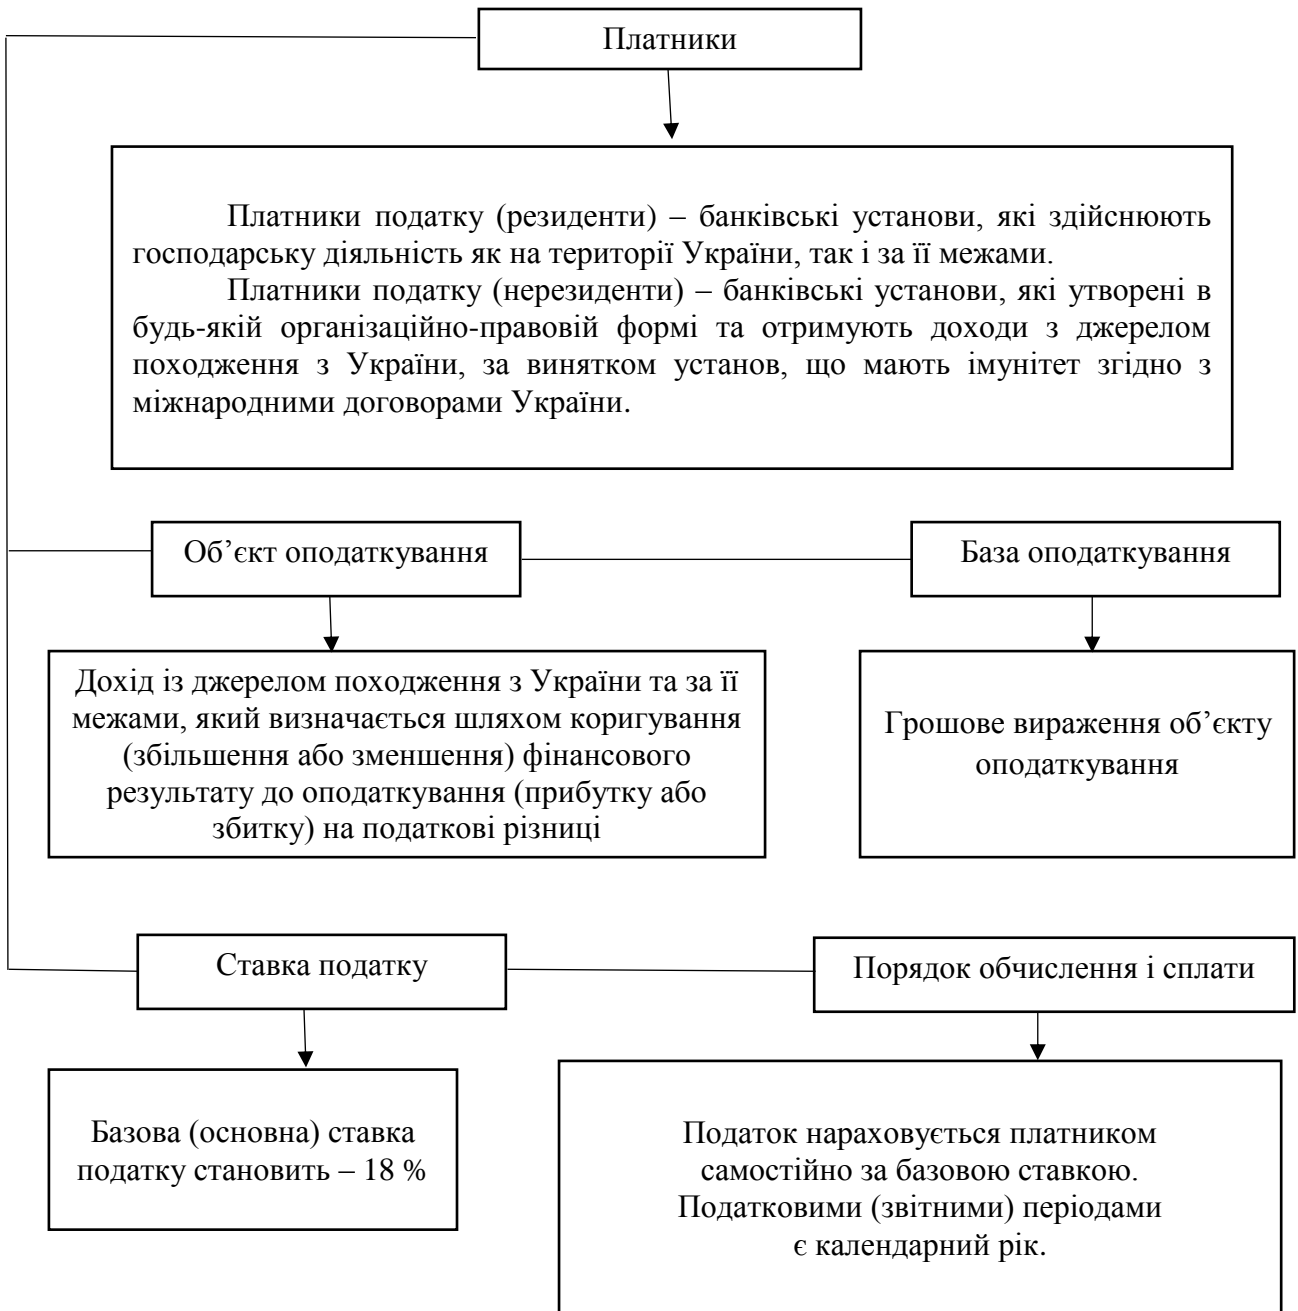 Платники
Платники податку (резиденти) – банківські установи, які здійснюють
господарську діяльність як на території України, так і за її межами.
Платники податку (нерезиденти) – банківські установи, які утворені в
будь-якій організаційно-правовій формі та отримують доходи з джерелом
походження з України, за винятком установ, що мають імунітет згідно з
міжнародними договорами України.
Об’єкт оподаткування
База оподаткування
Дохід із джерелом походження з України та за її
межами, який визначається шляхом коригування
(збільшення або зменшення) фінансового
результату до оподаткування (прибутку або
збитку) на податкові різниці
Грошове вираження об’єкту
оподаткування
Ставка податку
Порядок обчислення і сплати
Базова (основна) ставка
податку становить – 18 %
Податок нараховується платником
самостійно за базовою ставкою.
Податковими (звітними) періодами
є календарний рік.